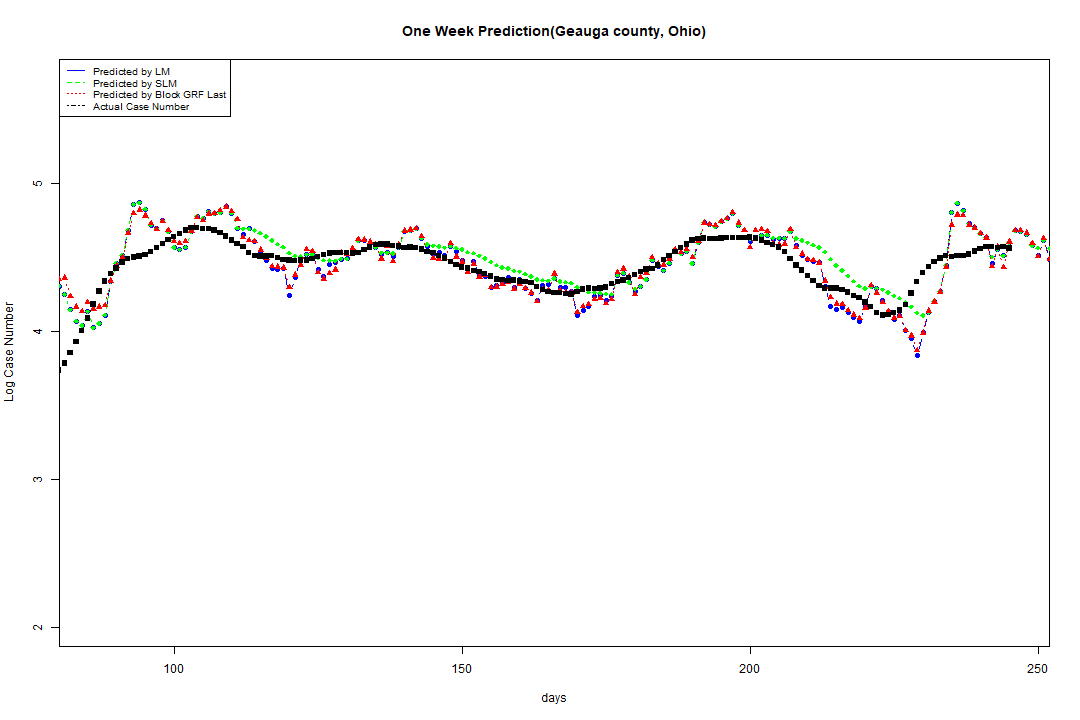 One Week Prediction(Geauga county, Ohio)
Predicted by LM
Predicted by SLM
Predicted by Block GRF Last
Actual Case Number
5
4
3
2
Log Case Number
100 150 200 250
days